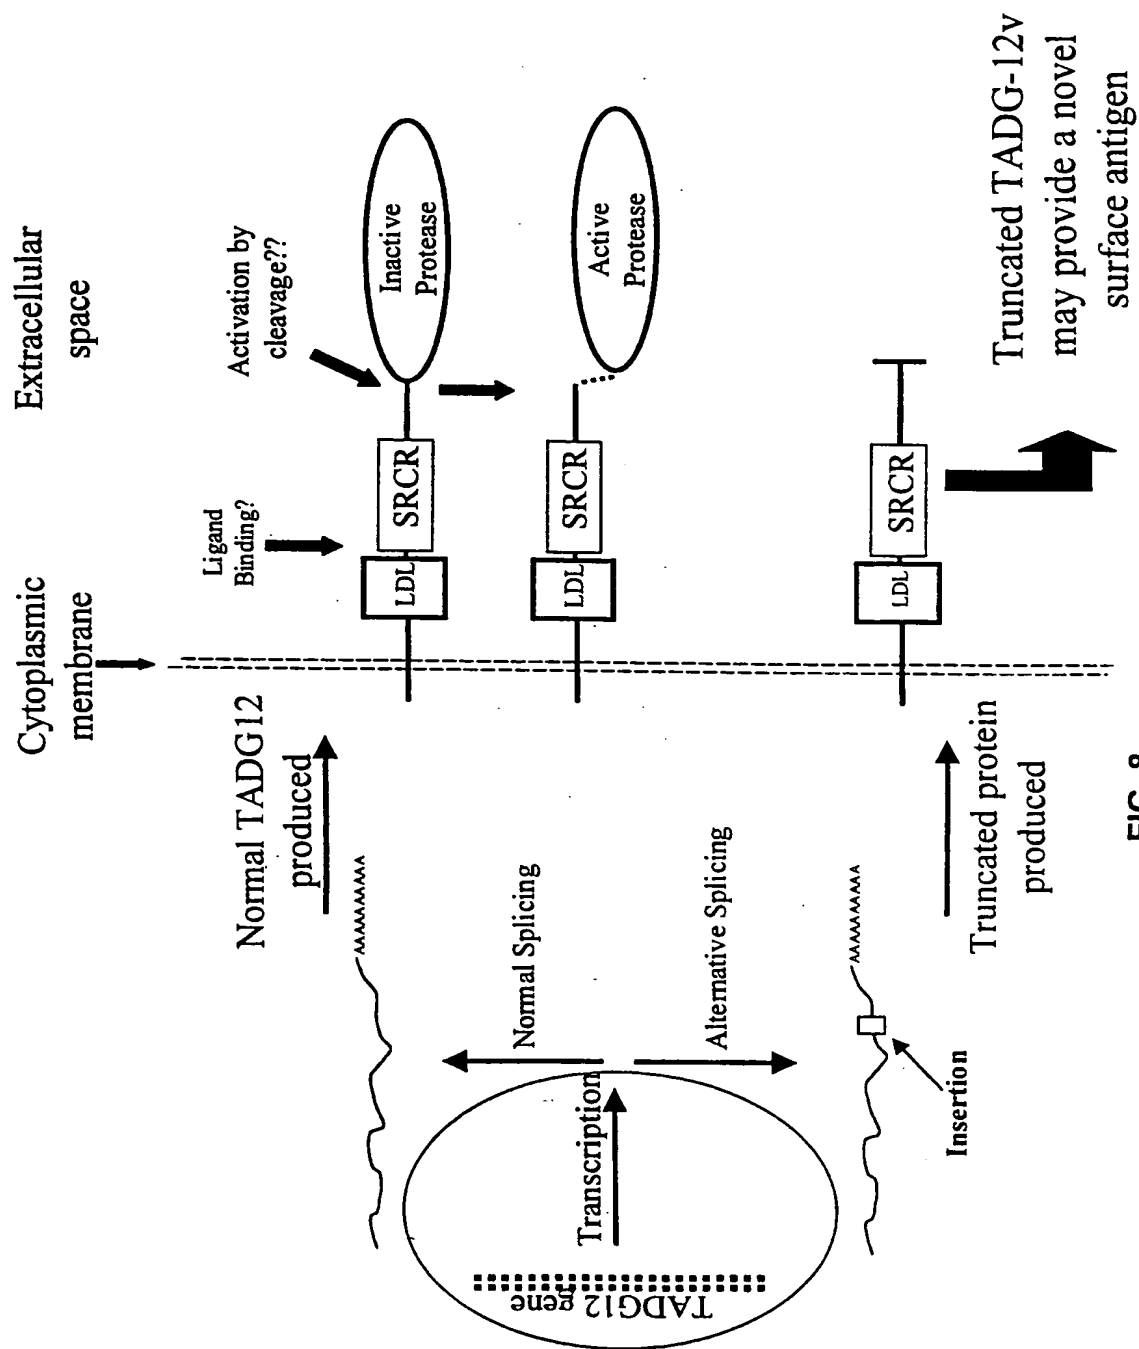 Cytoplasmic
membrane
Extracellular
space
Ligand
Binding?
Activation by
cleavage??
Normal TADG12
produced
LDL
SRCR
Inactive
Protease
Normal Splicing
LDL
SRCR
Active
Protease
Transcription
TADG12 gene
Alternative Splicing
AAAAAAAAA
AAAAAAAAA
Insertion
LDL
SRCR
Truncated protein
produced
Truncated TADG-12v
may provide a novel
surface antigen